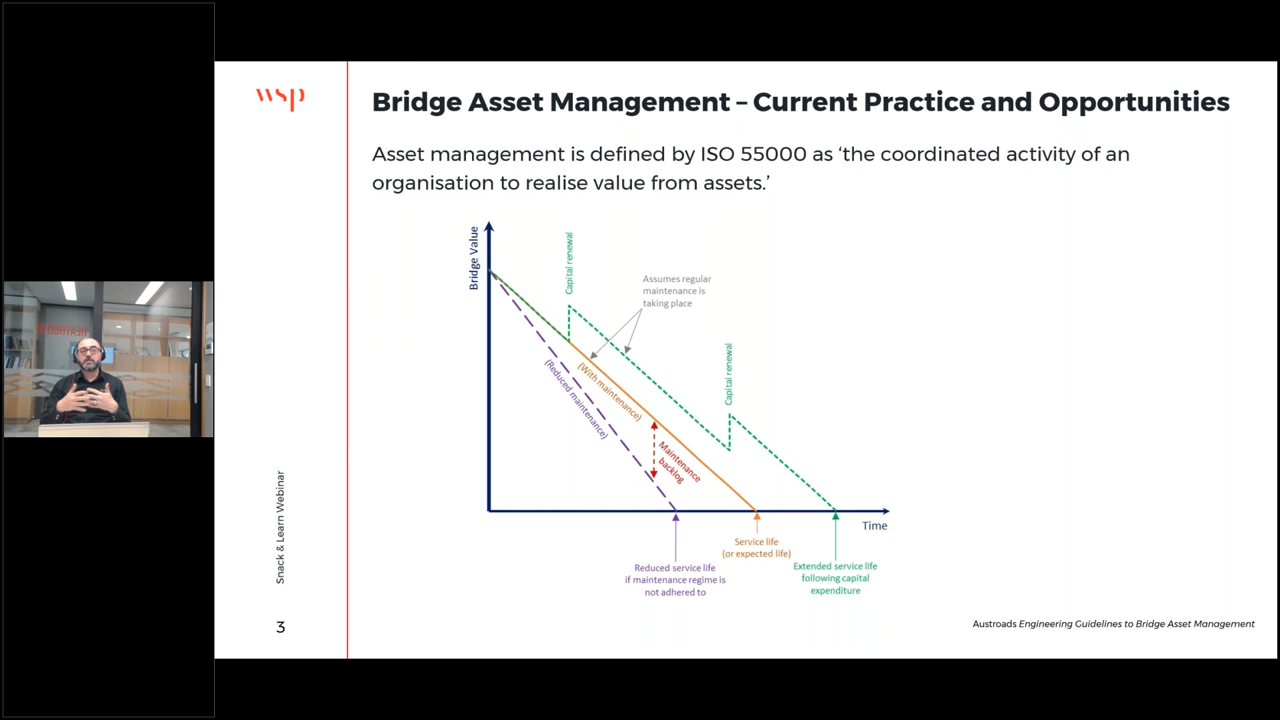 wsp
Bridge Asset Management – Current Practice and Opportunities
Asset management is defined by ISO 55000 as ‘the coordinated activity of an
organisation to realise value from assets.’
Bridge Value
Capital renewal
Assumes regular
maintenance is
taking place
Capital renewal
(With maintenance)
(Reduced maintenance)
Maintenance
backlog
Time
Service life
(or expected life)
Reduced service life
if maintenance regime is
not adhered to
Extended service life
following capital
expenditure
Snack & Learn Webinar
3
Austroads Engineering Guidelines to Bridge Asset Management